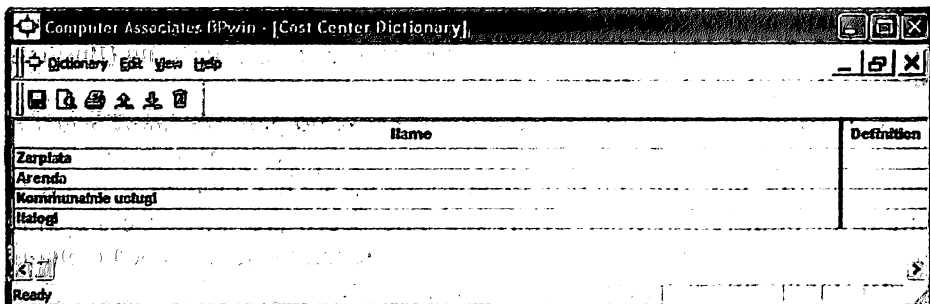 Computer Associates BPwin - [Cost Center Dictionary]
Dictionary Edit View Help
Name Definition
Zarplata
Arenda
Kommunalnie uslugi
Nalogi
Ready